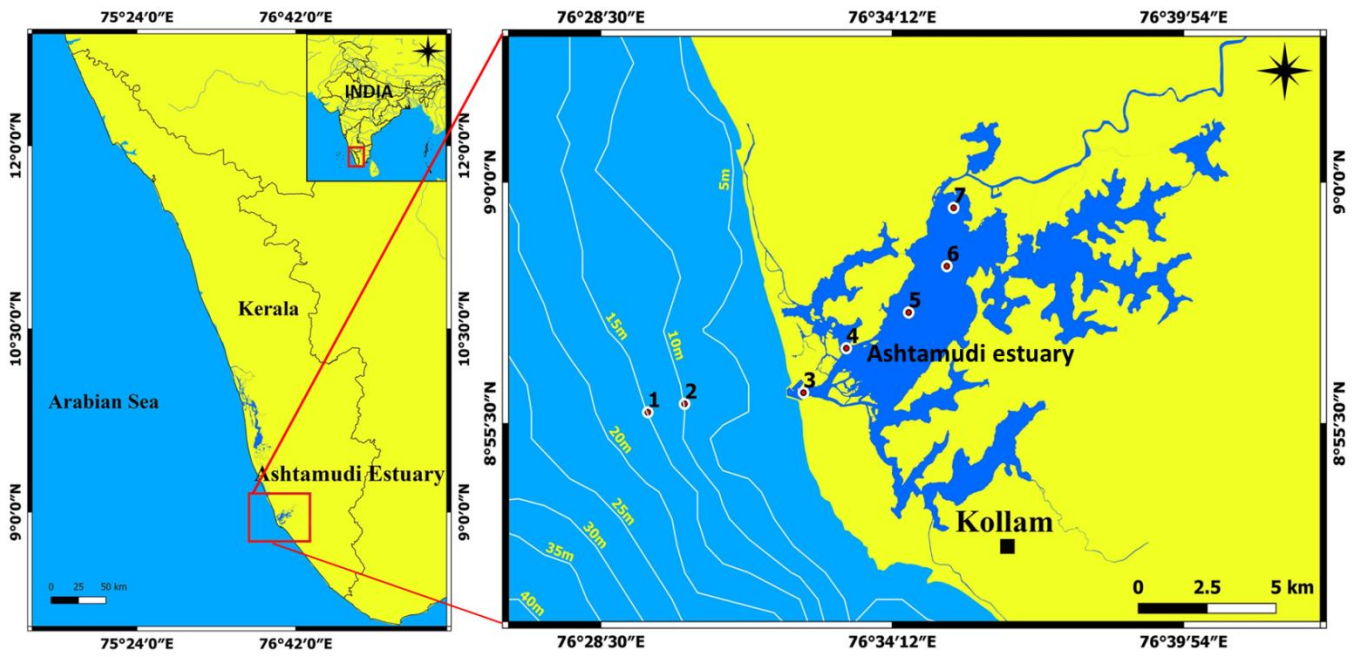 75°24'0"E 76°42'0"E
12°0'0"N
10°30'0"N
9°0'0"N
INDIA
Kerala
Arabian Sea
Ashtamudi Estuary
0 25 50 km
12°0'0"N
10°30'0"N
9°0'0"N
75°24'0"E 76°42'0"E
76°28'30"E 76°34'12"E 76°39'54"E
9°0'0"N
8°55'30"N
5m
7
6
5
15m
10m
4
Ashtamudi estuary
3
1
2
20m
25m
30m
35m
40m
Kollam
0 2.5 5 km
9°0'0"N
8°55'30"N
76°28'30"E 76°34'12"E 76°39'54"E